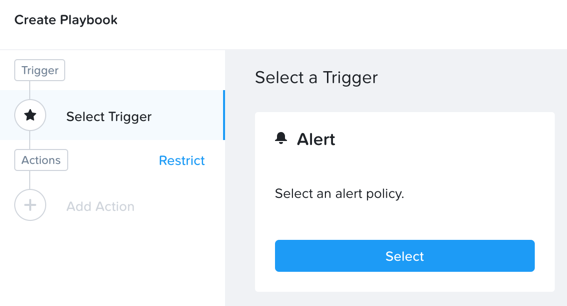 Create Playbook
Trigger
Select Trigger
Actions
Restrict
Add Action
Select a Trigger
Alert
Select an alert policy.
Select